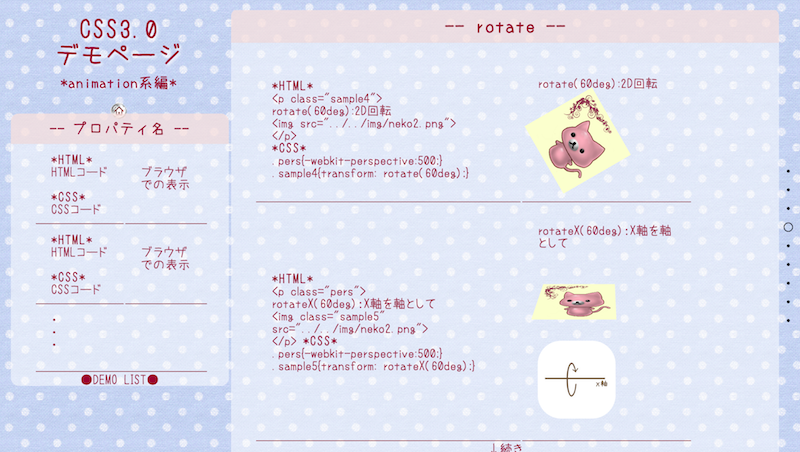 CSS3.0
デモページ
*animation系編*
-- プロパティ名 --
*HTML*
HTMLコード
ブラウザ
での表示
*CSS*
CSSコード
*HTML*
HTMLコード
ブラウザ
での表示
*CSS*
CSSコード
・
・
・
●DEMO LIST●
-- rotate --
*HTML*
<p class="sample4">
rotate(60deg):2D回転
<img src="../../img/neko2.png">
</p>
*CSS*
.pers{-webkit-perspective:500;}
.sample4{transform: rotate(60deg);}
rotate(60deg):2D回転
*HTML*
<p class="pers">
rotateX(60deg):X軸を軸として
<img class="sample5"
src="../../img/neko2.png">
</p> *CSS*
.pers{-webkit-perspective:500;}
.sample5{transform: rotateX(60deg);}
rotateX(60deg):X軸を軸
として
X軸
↓続き